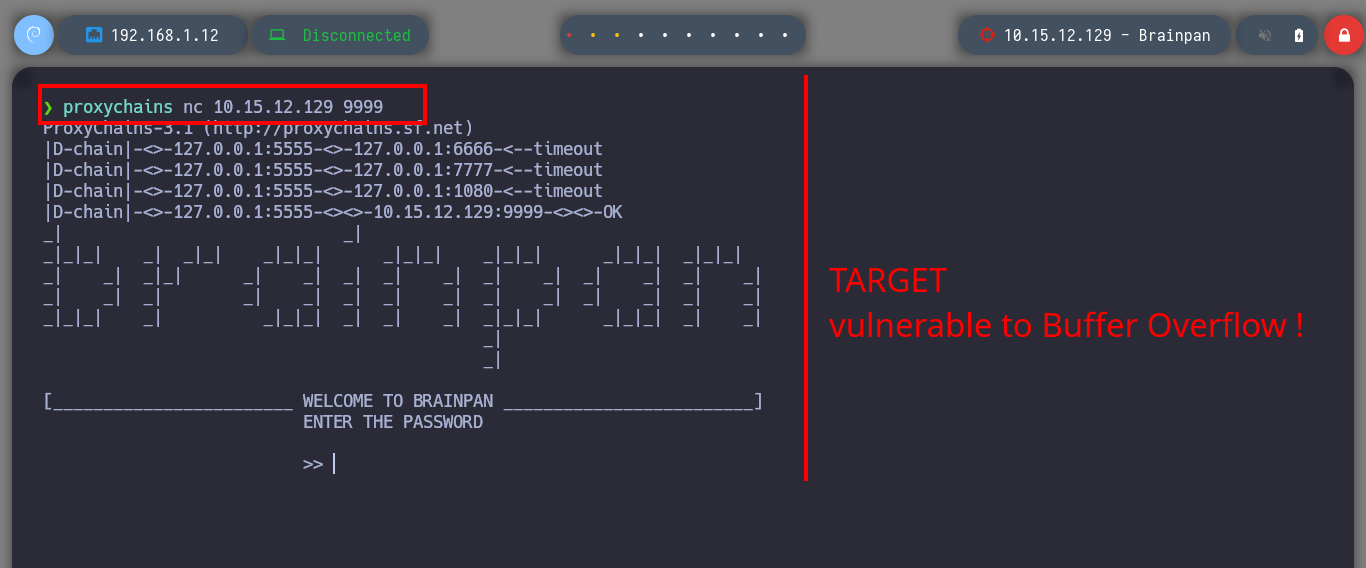 192.168.1.12
Disconnected
10.15.12.129 - Brainpan
❯ proxychains nc 10.15.12.129 9999
ProxyChains-3.1 (http://proxychains.sf.net)
|D-chain|-<>-127.0.0.1:5555-<>-127.0.0.1:6666-<--timeout
|D-chain|-<>-127.0.0.1:5555-<>-127.0.0.1:7777-<--timeout
|D-chain|-<>-127.0.0.1:5555-<>-127.0.0.1:1080-<--timeout
|D-chain|-<>-127.0.0.1:5555-<><>-10.15.12.129:9999-<><>-OK
brainpan
[________________________ WELCOME TO BRAINPAN _________________________]
ENTER THE PASSWORD
>>
TARGET
vulnerable to Buffer Overflow !